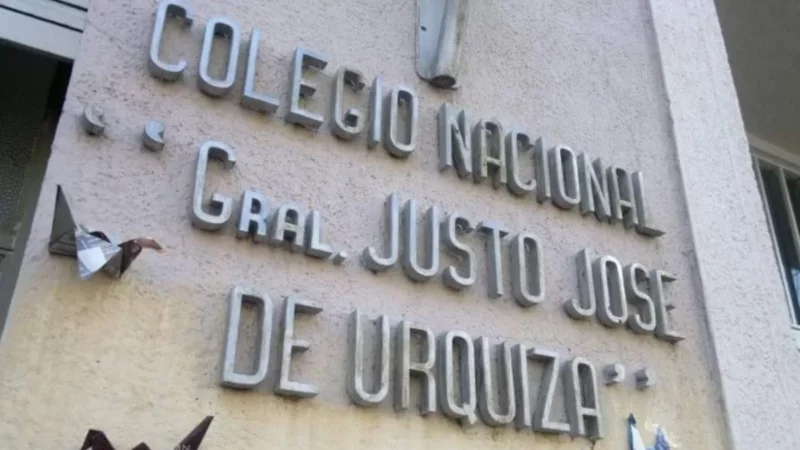 COLEGIO NACIONAL
"GRAL. JUSTO JOSE
DE URQUIZA"